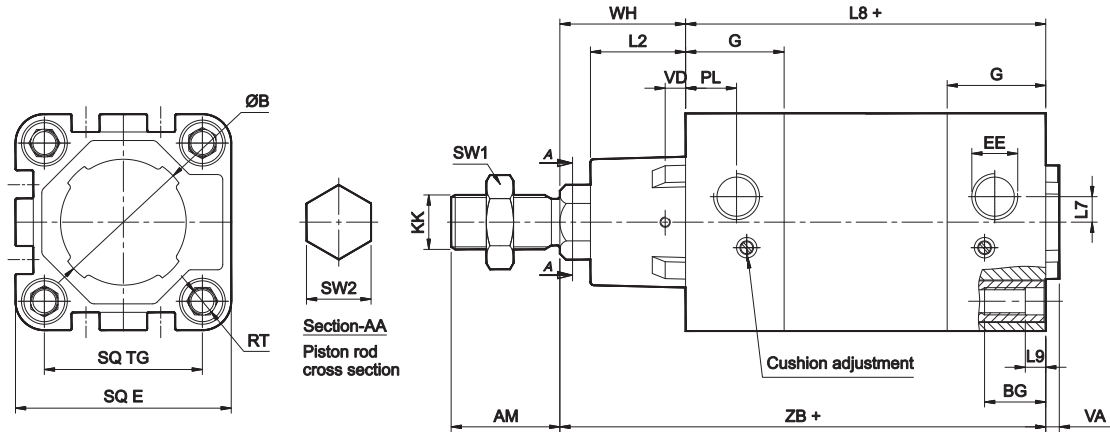 WH
L8 +
L2
G
VD
PL
G
ØB
SW1
A
EE
KK
L7
SW2
A
Section-AA
Piston rod
cross section
RT
SQ TG
SQ E
Cushion adjustment
L9
BG
AM
ZB +
VA